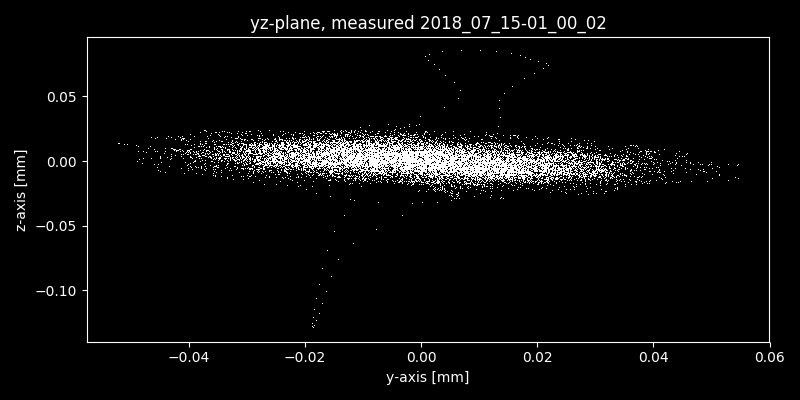 yz-plane, measured 2018_07_15-01_00_02
z-axis [mm]
0.05
0.00
−0.05
−0.10
−0.04 −0.02 0.00 0.02 0.04 0.06
y-axis [mm]